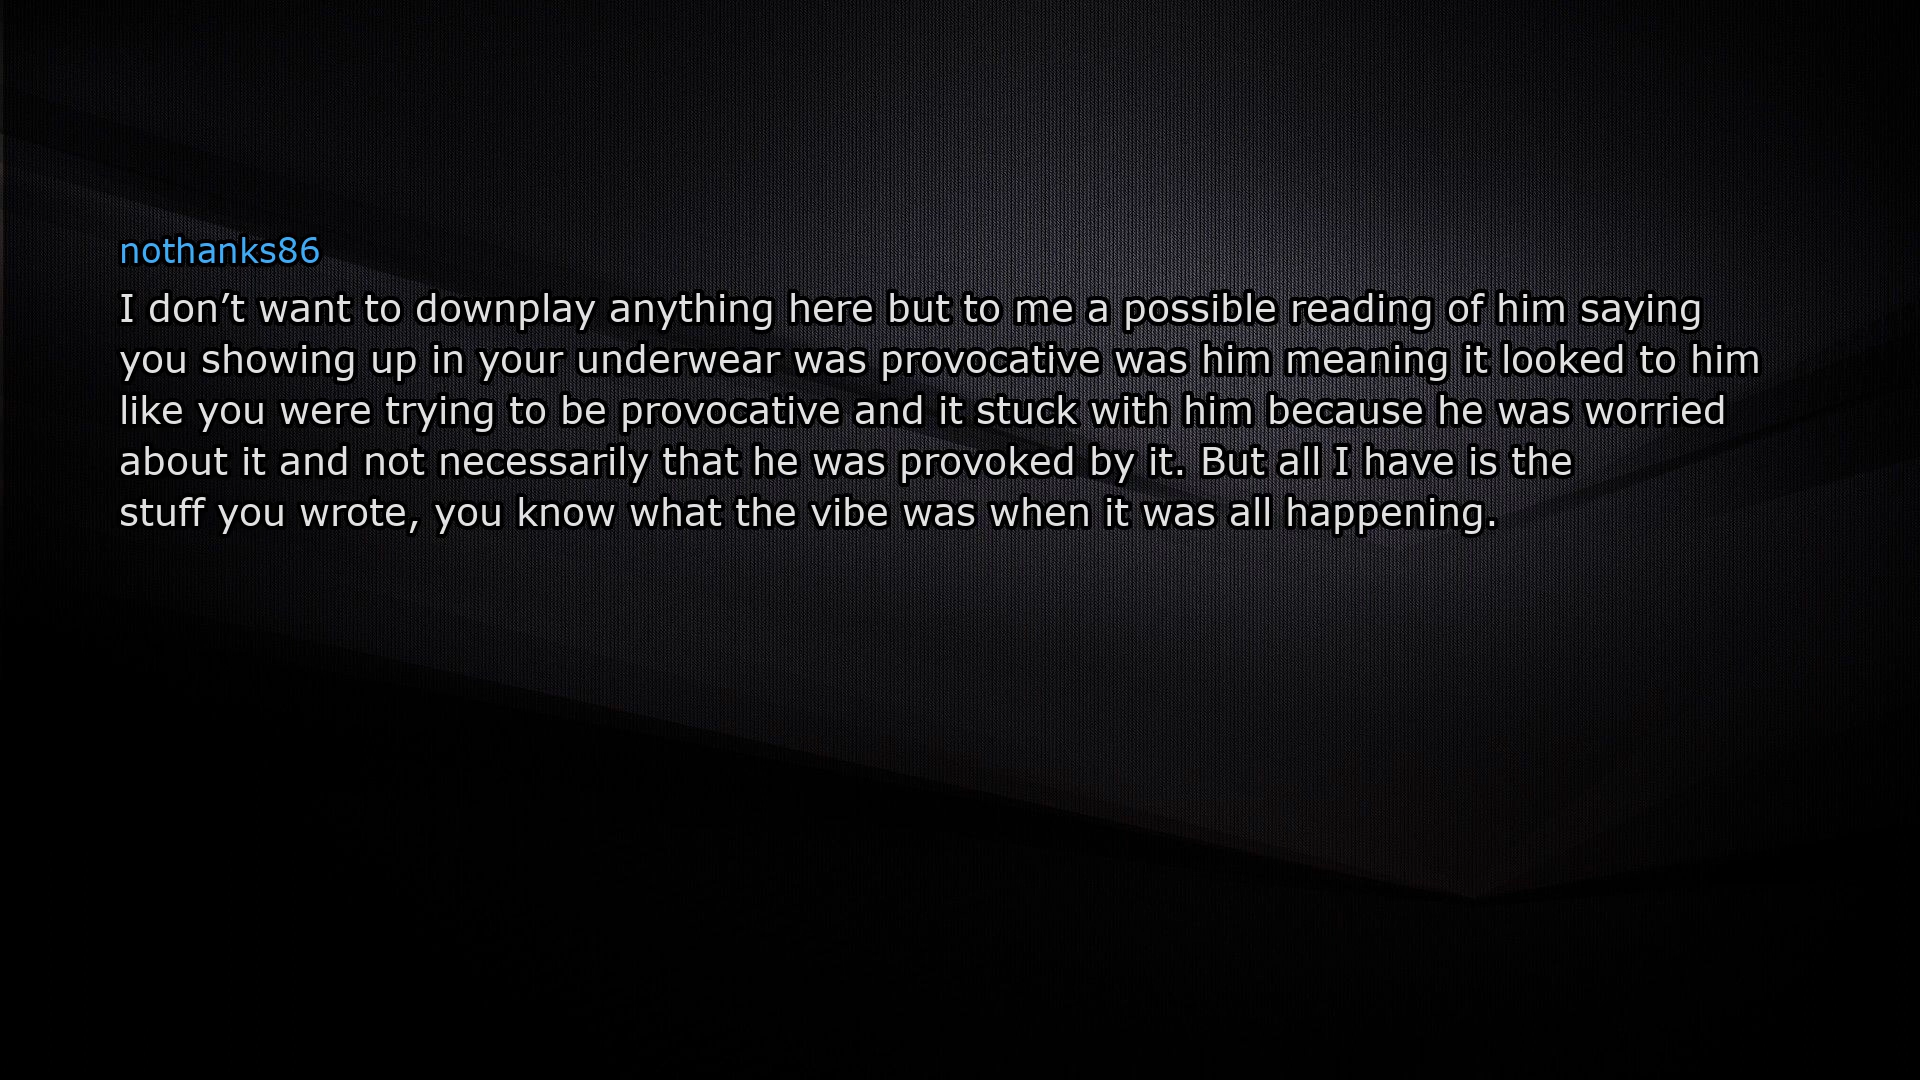 nothanks86
I don’t want to downplay anything here but to me a possible reading of him saying
you showing up in your underwear was provocative was him meaning it looked to him
like you were trying to be provocative and it stuck with him because he was worried
about it and not necessarily that he was provoked by it. But all I have is the
stuff you wrote, you know what the vibe was when it was all happening.